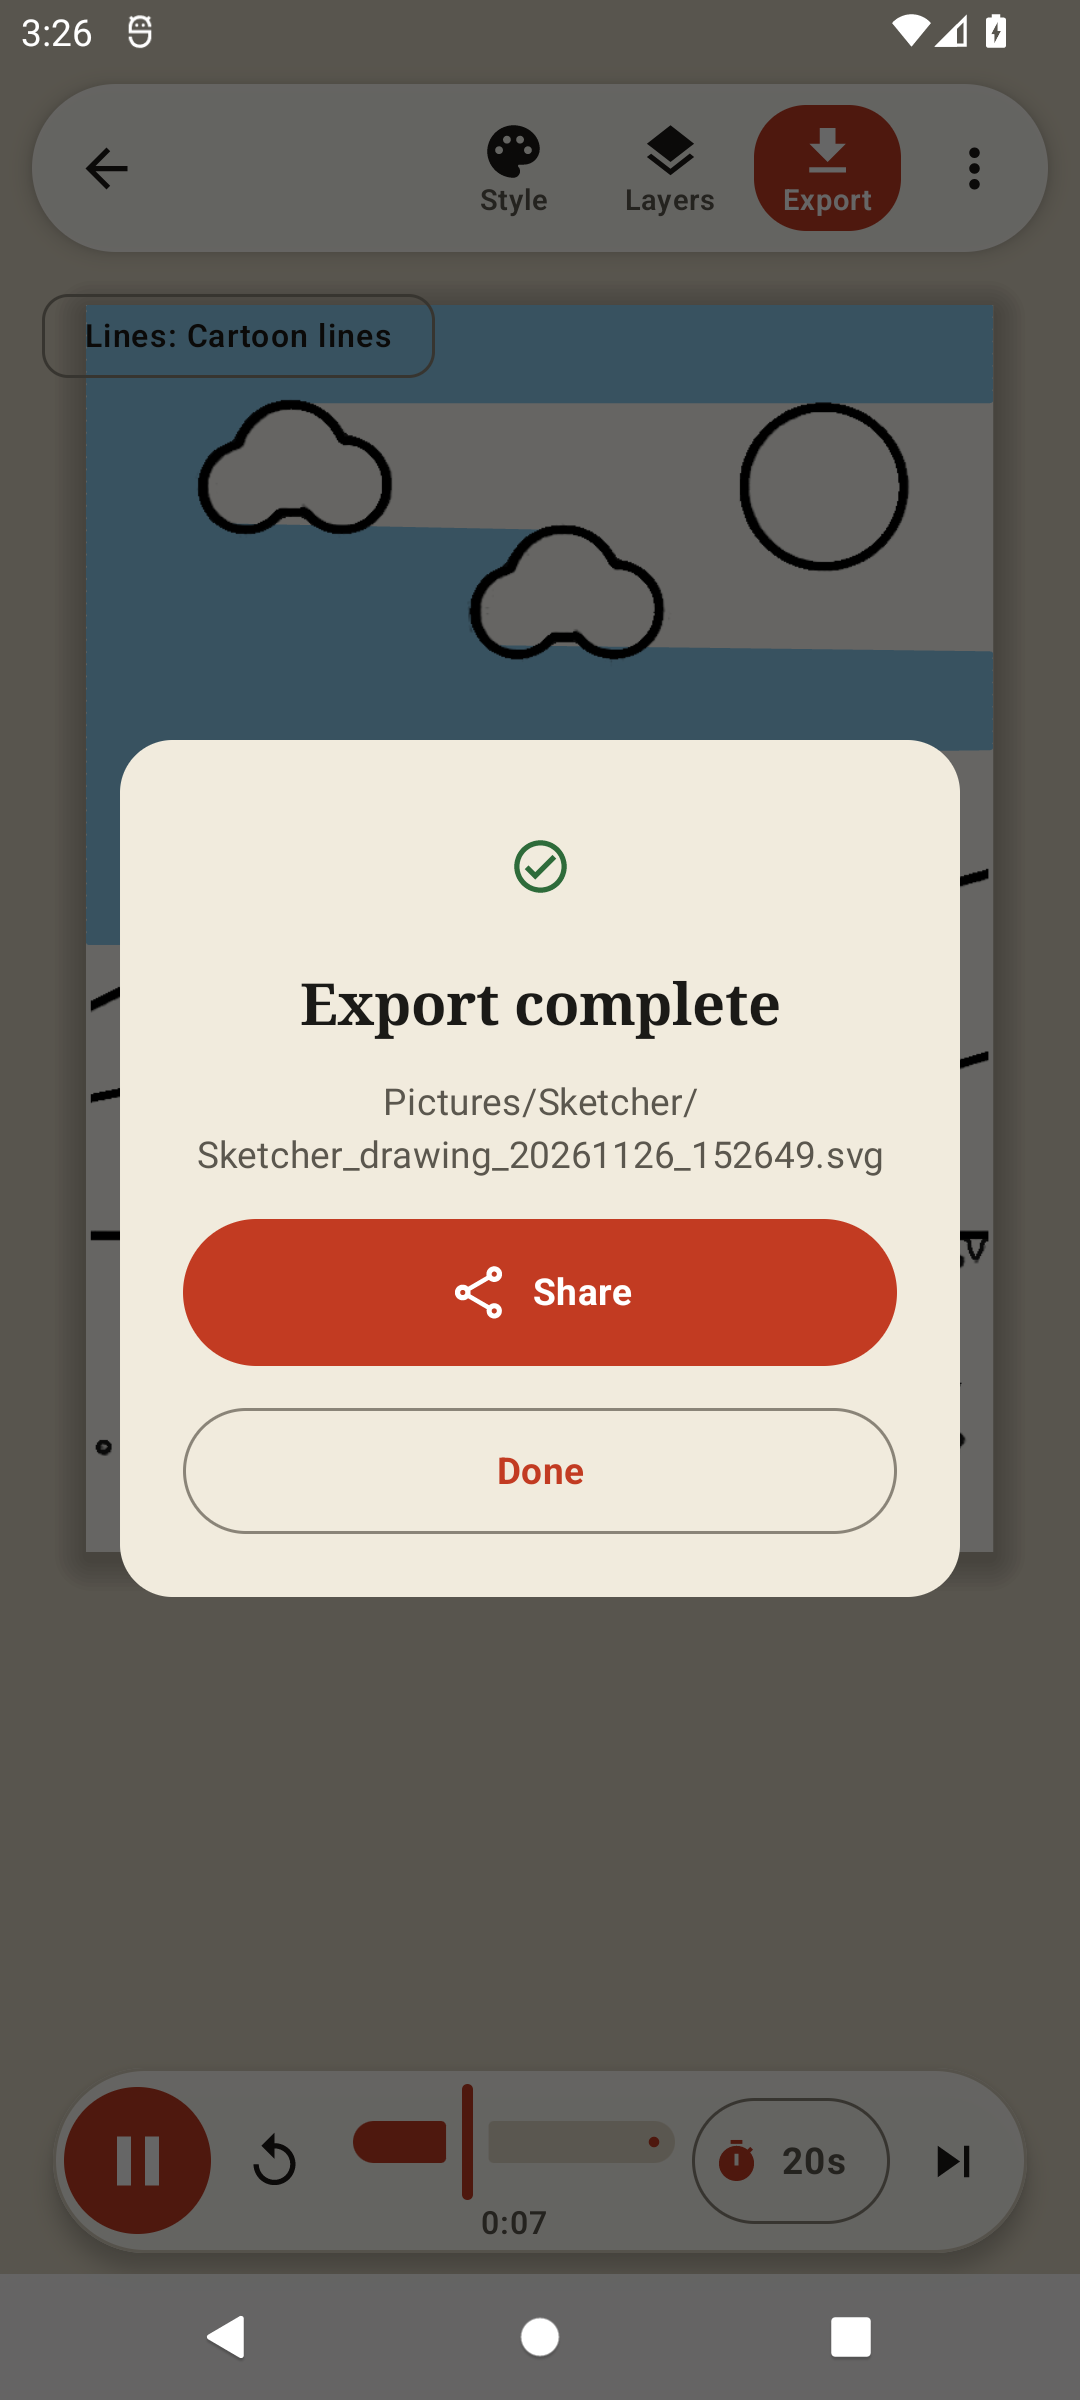 3:26
Style
Layers
Export
Lines: Cartoon lines
Export complete
Pictures/Sketcher/
Sketcher_drawing_20261126_152649.svg
Share
Done
20s
0:07